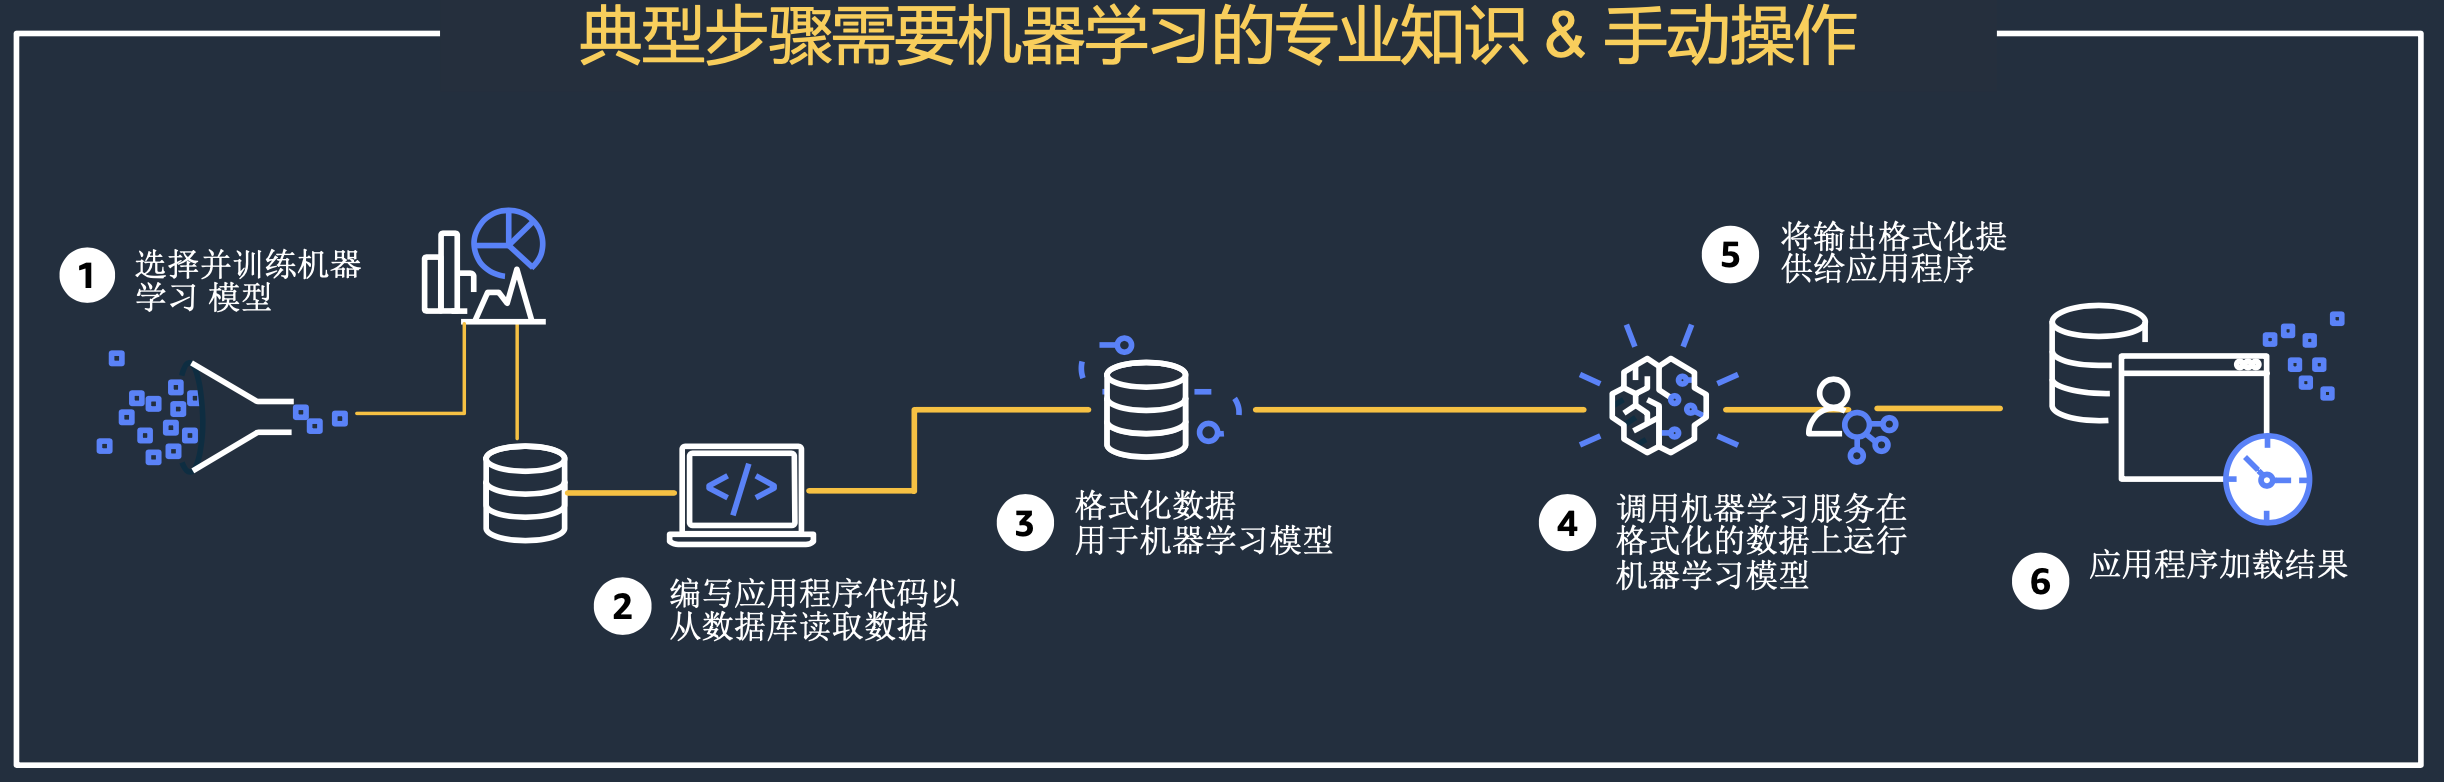 典型步骤需要机器学习的专业知识 & 手动操作
1
选择并训练机器
学习 模型
2
编写应用程序代码以
从数据库读取数据
</>
3
格式化数据
用于机器学习模型
4
调用机器学习服务在
格式化的数据上运行
机器学习模型
5
将输出格式化提
供给应用程序
6
应用程序加载结果